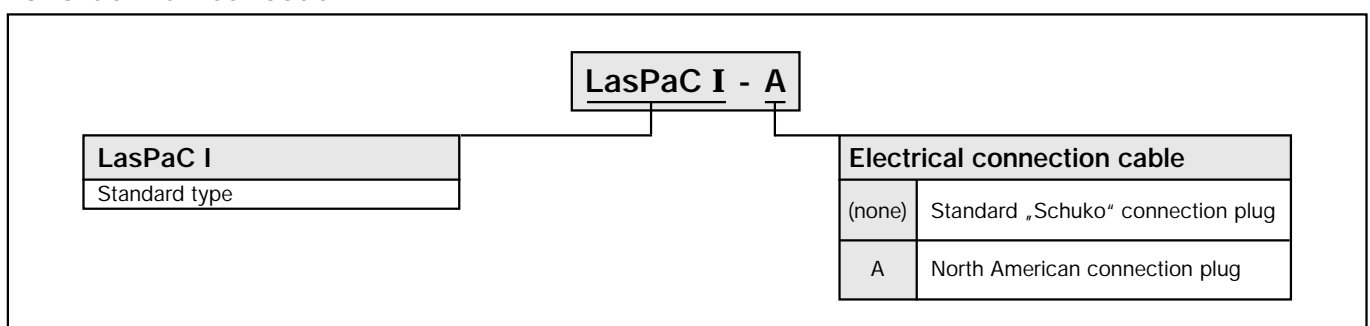 LasPaC I - A
LasPaC I
Standard type
Electrical connection cable
(none) Standard „Schuko“ connection plug
A North American connection plug